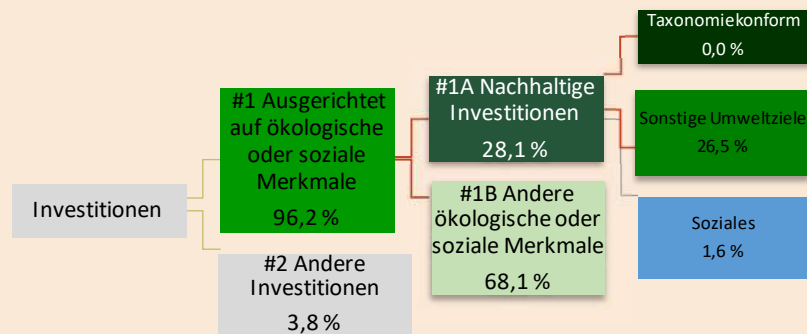 Investitionen
#1 Ausgerichtet
auf ökologische
oder soziale
Merkmale
96,2 %
#2 Andere
Investitionen
3,8 %
#1A Nachhaltige
Investitionen
28,1 %
#1B Andere
ökologische oder
soziale Merkmale
68,1 %
Taxonomiekonform
0,0 %
Sonstige Umweltziele
26,5 %
Soziales
1,6 %